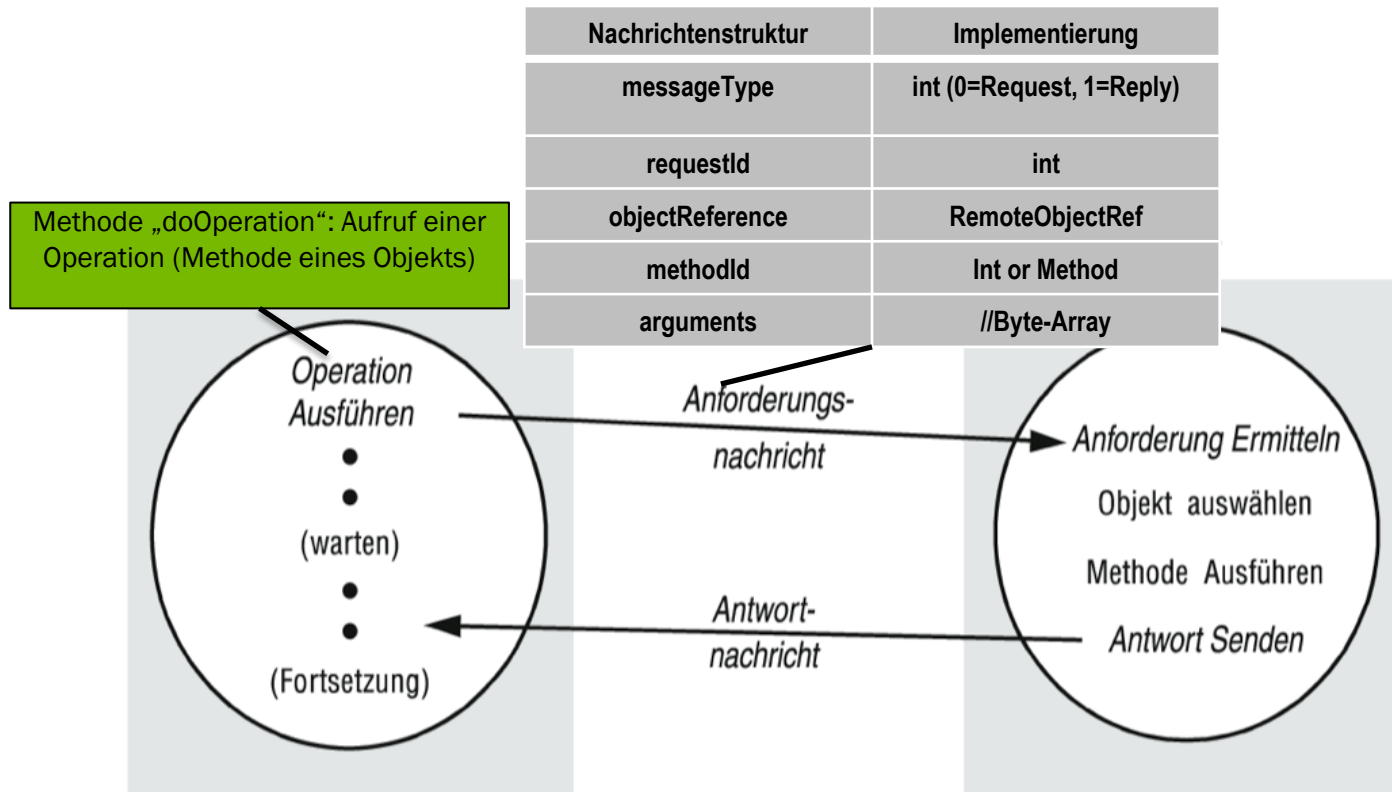 Nachrichtenstruktur Implementierung
messageType int (0=Request, 1=Reply)
requestId int
objectReference RemoteObjectRef
methodId Int or Method
arguments //Byte-Array
Methode „doOperation“: Aufruf einer
Operation (Methode eines Objekts)
Operation
Ausführen
(warten)
(Fortsetzung)
Anforderungs-
nachricht
Antwort-
nachricht
Anforderung Ermitteln
Objekt auswählen
Methode Ausführen
Antwort Senden